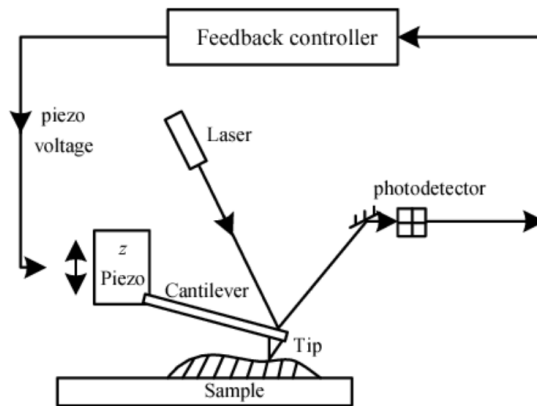 Feedback controller
piezo
voltage
Laser
photodetector
z
Piezo
Cantilever
Tip
Sample